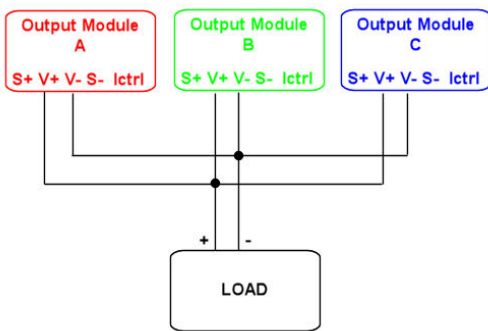 Output Module
A
S+ V+ V- S- Ictrl
Output Module
B
S+ V+ V- S- Ictrl
Output Module
C
S+ V+ V- S- Ictrl
+ -
LOAD